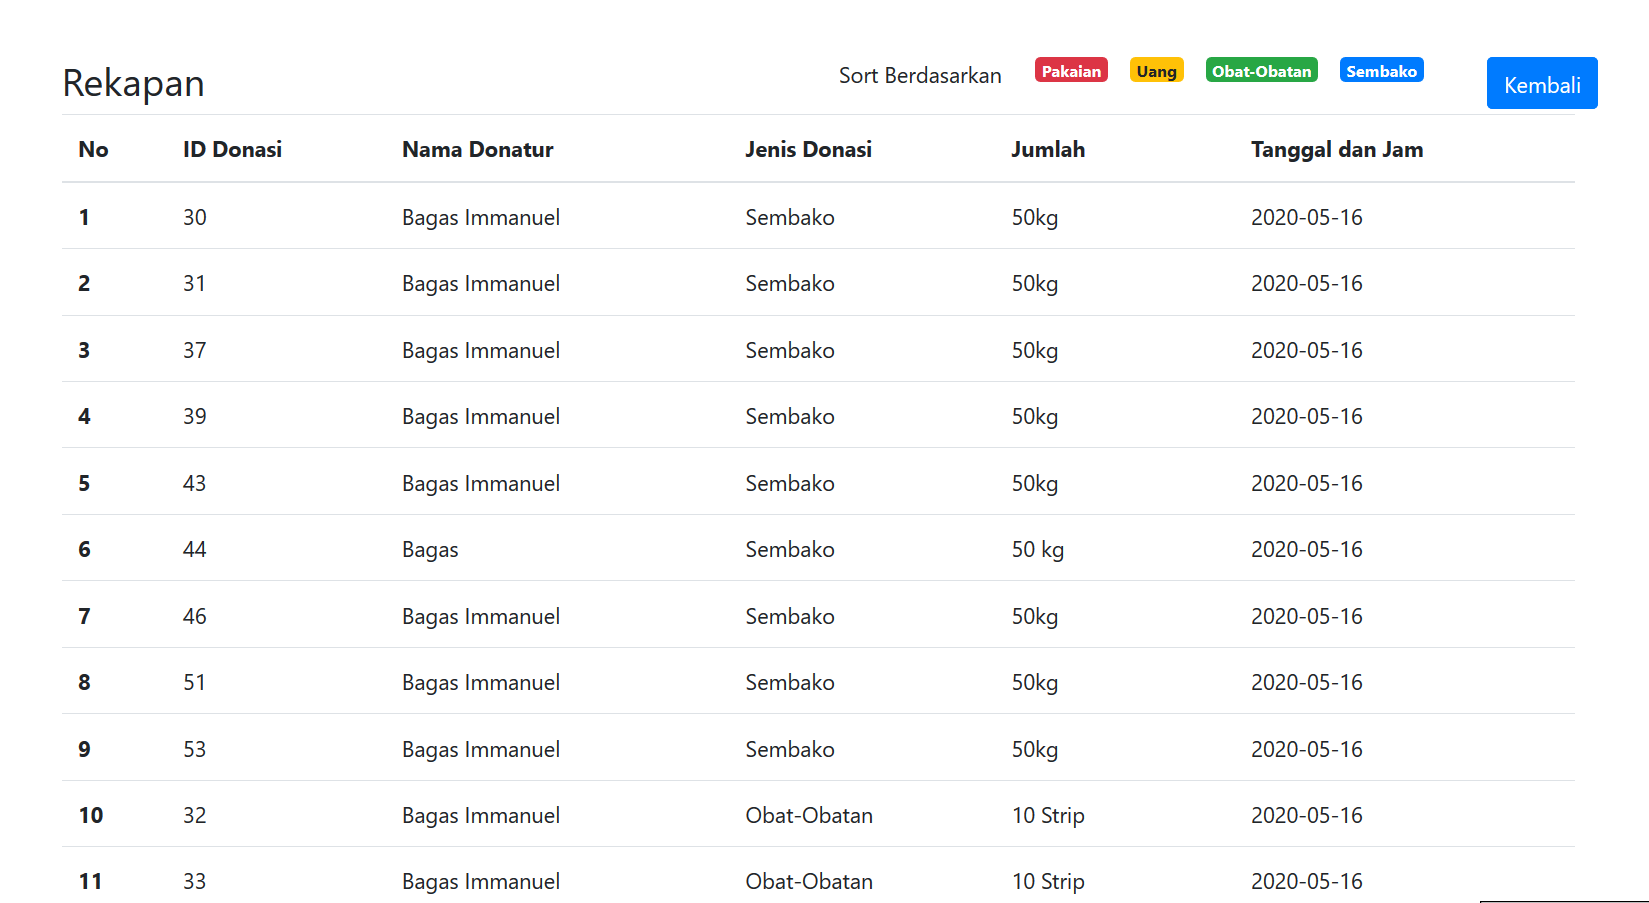 Rekapan Sort Berdasarkan Pakaian Uang Obat-Obatan Sembako Kembali
No ID Donasi Nama Donatur Jenis Donasi Jumlah Tanggal dan Jam
1 30 Bagas Immanuel Sembako 50kg 2020-05-16
2 31 Bagas Immanuel Sembako 50kg 2020-05-16
3 37 Bagas Immanuel Sembako 50kg 2020-05-16
4 39 Bagas Immanuel Sembako 50kg 2020-05-16
5 43 Bagas Immanuel Sembako 50kg 2020-05-16
6 44 Bagas Sembako 50 kg 2020-05-16
7 46 Bagas Immanuel Sembako 50kg 2020-05-16
8 51 Bagas Immanuel Sembako 50kg 2020-05-16
9 53 Bagas Immanuel Sembako 50kg 2020-05-16
10 32 Bagas Immanuel Obat-Obatan 10 Strip 2020-05-16
11 33 Bagas Immanuel Obat-Obatan 10 Strip 2020-05-16